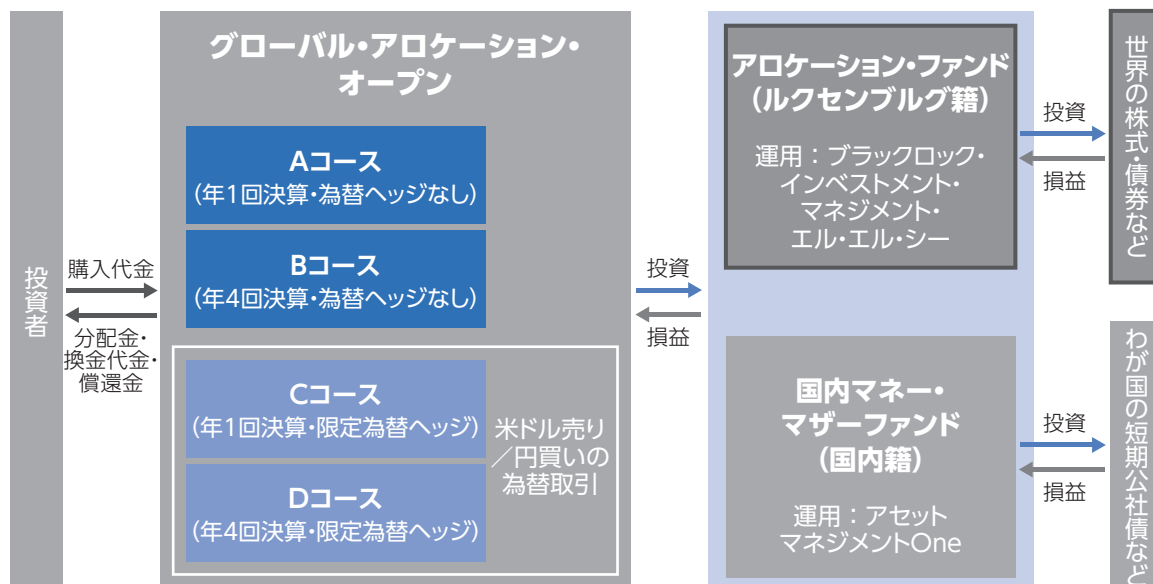 投資者
購入代金
分配金・
換金代金・
償還金
グローバル・アロケーション・
オープン
Aコース
(年1回決算・為替ヘッジなし)
Bコース
(年4回決算・為替ヘッジなし)
Cコース
(年1回決算・限定為替ヘッジ)
Dコース
(年4回決算・限定為替ヘッジ)
米ドル売り
／円買いの
為替取引
投資
損益
アロケーション・ファンド
(ルクセンブルグ籍)
運用：ブラックロック・
インベストメント・
マネジメント・
エル・エル・シー
投資
損益
世界の株式・債券など
国内マネー・
マザーファンド
(国内籍)
運用：アセット
マネジメントOne
投資
損益
わが国の短期公社債など